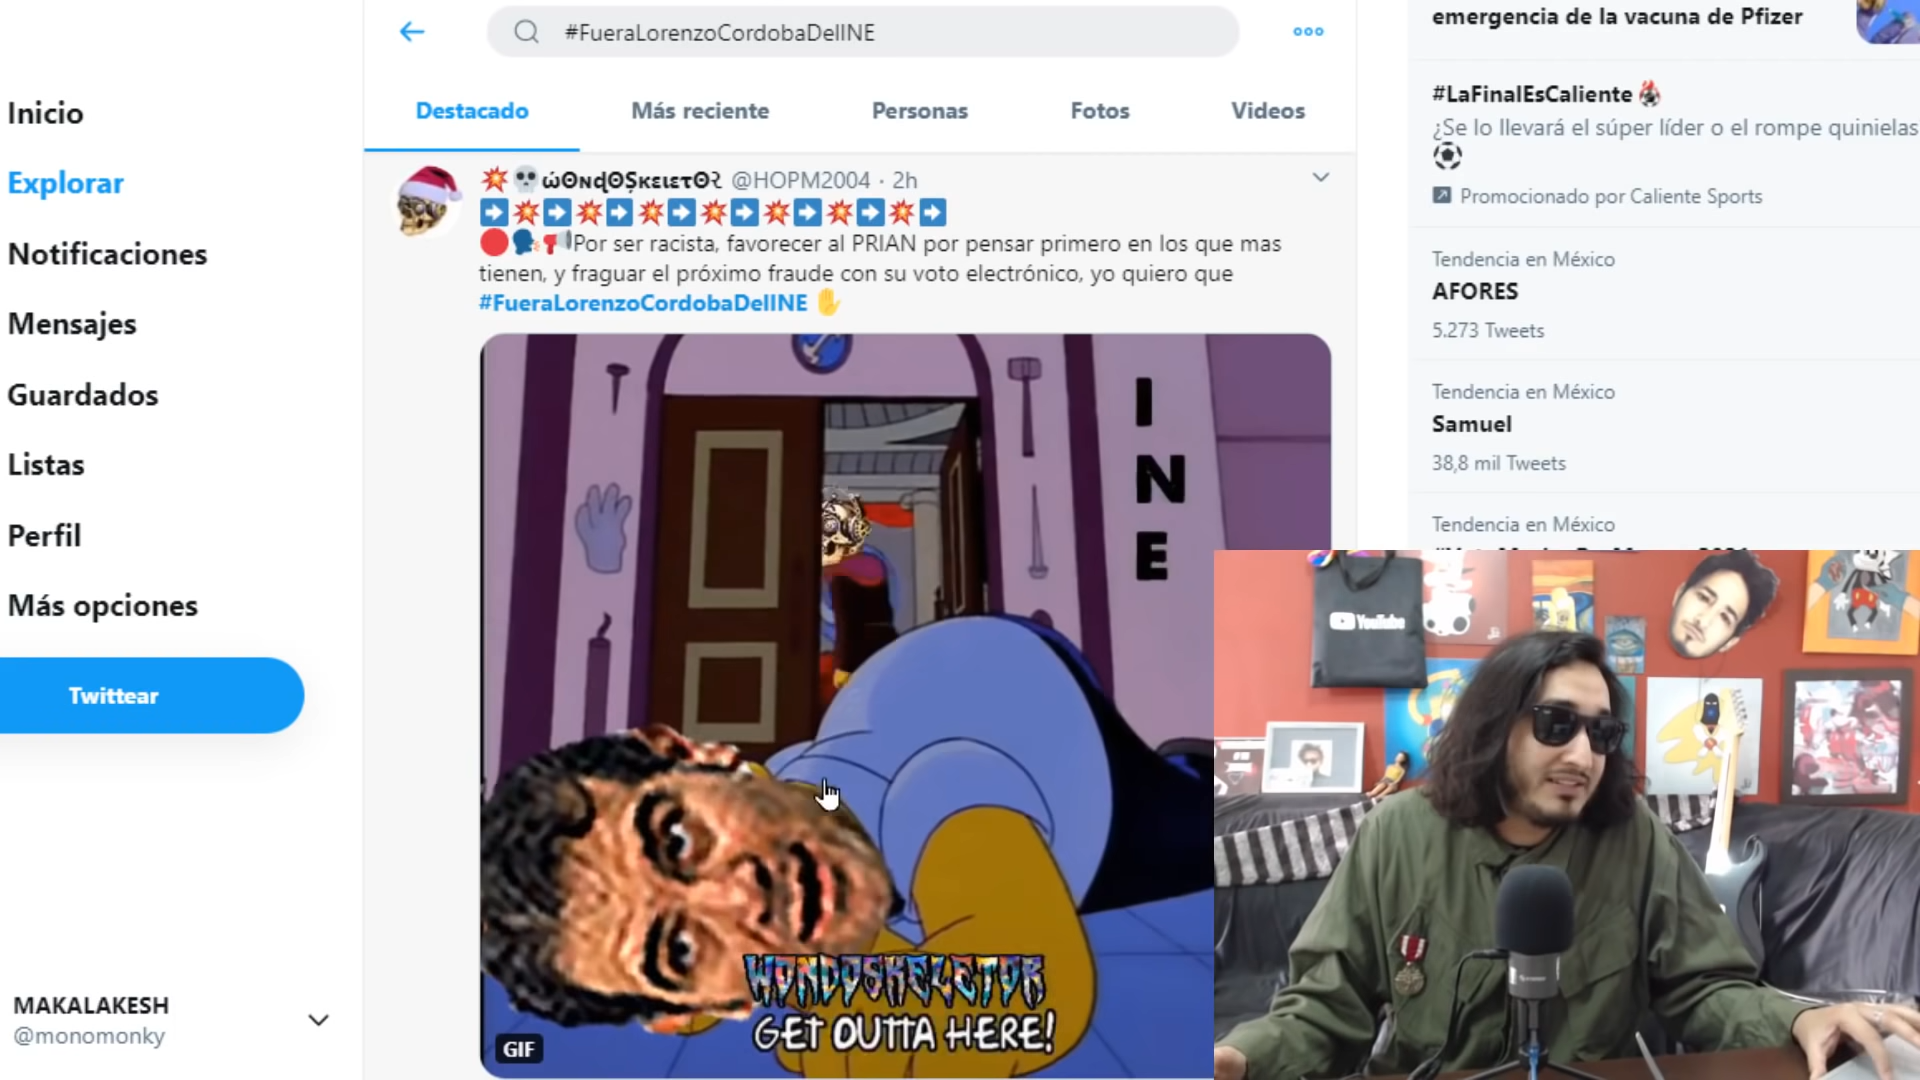 #FueraLorenzoCordobaDelINE
Destacado
Más reciente
Personas
Fotos
Videos
Inicio
Explorar
Notificaciones
Mensajes
Guardados
Listas
Perfil
Más opciones
Twittear
MAKALAKESH
@monomonky
@HOPM2004 · 2h
Por ser racista, favorecer al PRIAN por pensar primero en los que mas
tienen, y fraguar el próximo fraude con su voto electrónico, yo quiero que
#FueraLorenzoCordobaDelINE
I
N
E
WONDOSKELETOR
GET OUTTA HERE!
GIF
emergencia de la vacuna de Pfizer
#LaFinalEsCaliente
¿Se lo llevará el súper líder o el rompe quinielas
Promocionado por Caliente Sports
Tendencia en México
AFORES
5.273 Tweets
Tendencia en México
Samuel
38,8 mil Tweets
Tendencia en México
YouTube